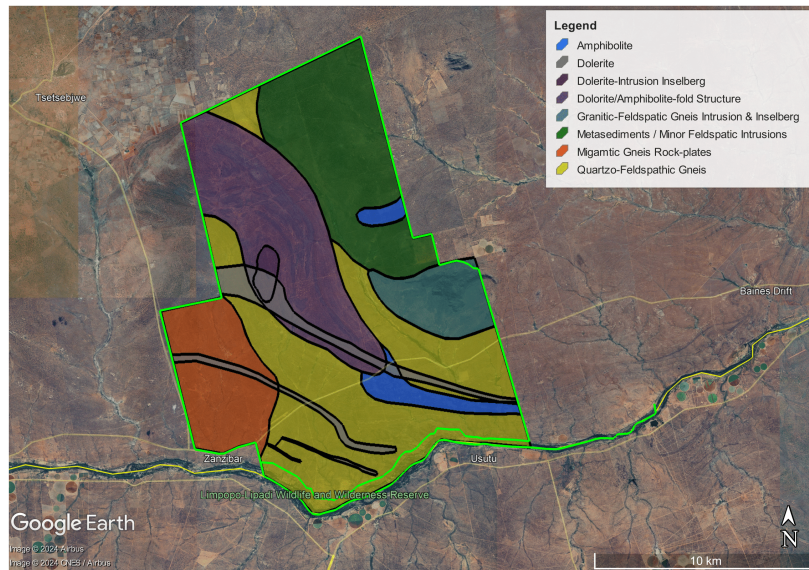 Legend
Amphibolite
Dolerite
Dolerite-Intrusion Inselberg
Dolorite/Amphibolite-fold Structure
Granitic-Feldspatic Gneis Intrusion & Inselberg
Metasediments / Minor Feldspatic Intrusions
Migamtic Gneis Rock-plates
Quartzo-Feldspathic Gneis
Tsetsebjwe
Baines Drift
Zanzibar
Usutu
Limpopo-Lipadi Wildlife and Wilderness Reserve
Google Earth
Image © 2024 Airbus
Image © 2024 CNES / Airbus
N
10 km